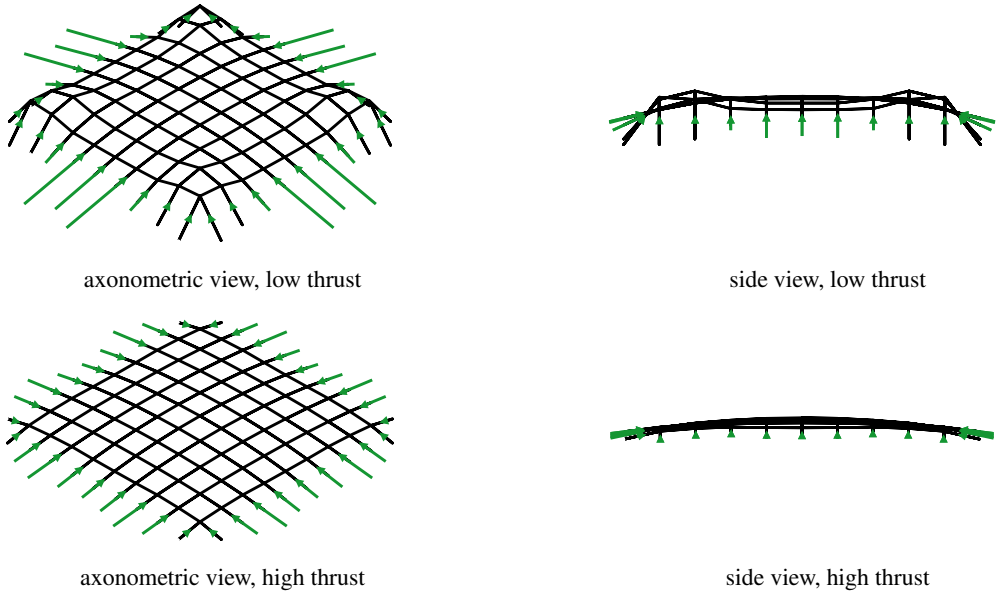 axonometric view, low thrust
side view, low thrust
axonometric view, high thrust
side view, high thrust